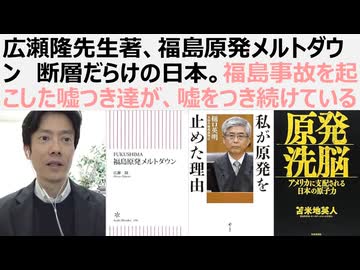 広瀬隆先生著、福島原発メルトダウ
ン　断層だらけの日本。福島事故を起
こした嘘つき達が、嘘をつき続けている
FUKUSHIMA
福島原発メルトダウン
広瀬 隆
私が原発を
止めた理由
樋口英明
原発
洗脳
アメリカに支配される
日本の原子力
苫米地英人